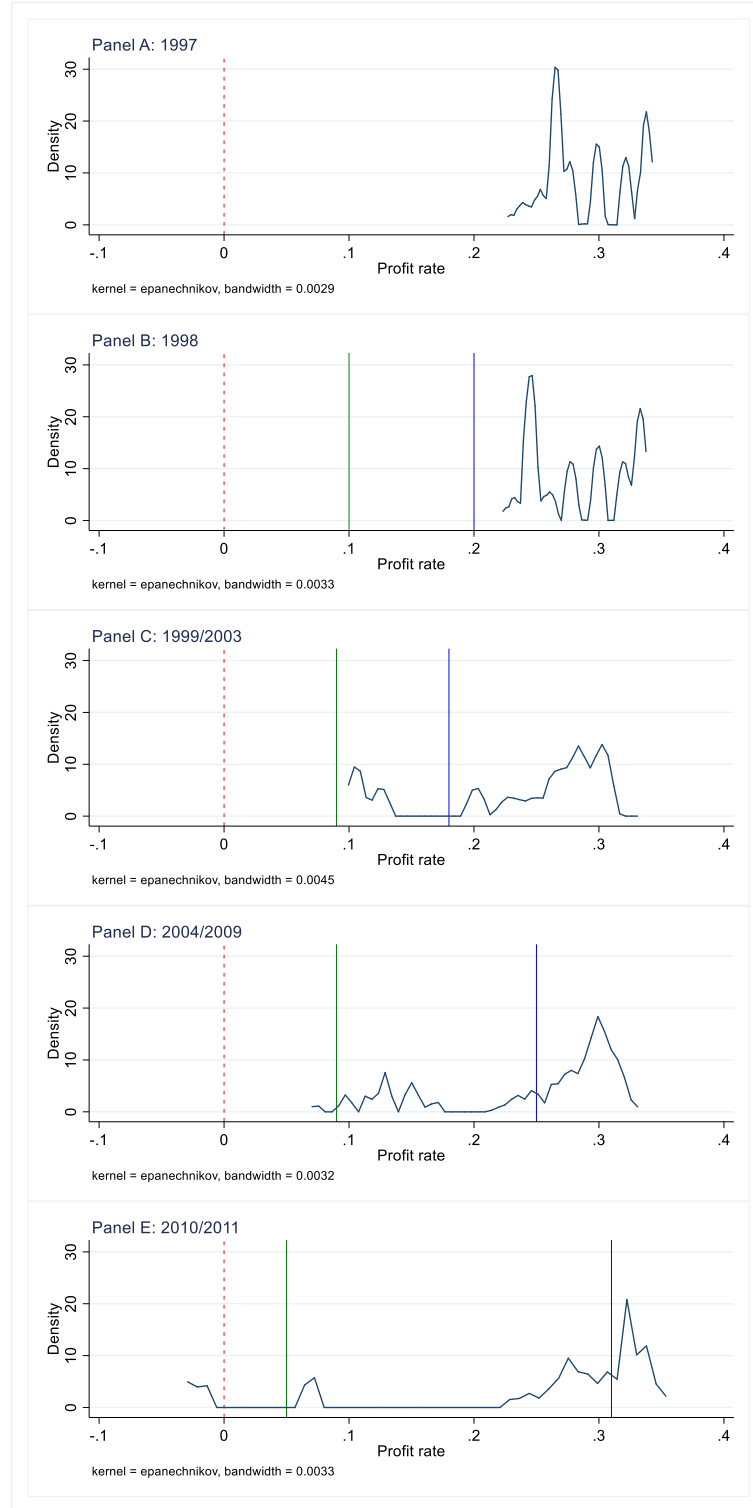 Panel A: 1997
30
20
10
0
Density
-.1 0 .1 .2 .3 .4
Profit rate
kernel = epanechnikov, bandwidth = 0.0029
Panel B: 1998
30
20
10
0
Density
-.1 0 .1 .2 .3 .4
Profit rate
kernel = epanechnikov, bandwidth = 0.0033
Panel C: 1999/2003
30
20
10
0
Density
-.1 0 .1 .2 .3 .4
Profit rate
kernel = epanechnikov, bandwidth = 0.0045
Panel D: 2004/2009
30
20
10
0
Density
-.1 0 .1 .2 .3 .4
Profit rate
kernel = epanechnikov, bandwidth = 0.0032
Panel E: 2010/2011
30
20
10
0
Density
-.1 0 .1 .2 .3 .4
Profit rate
kernel = epanechnikov, bandwidth = 0.0033